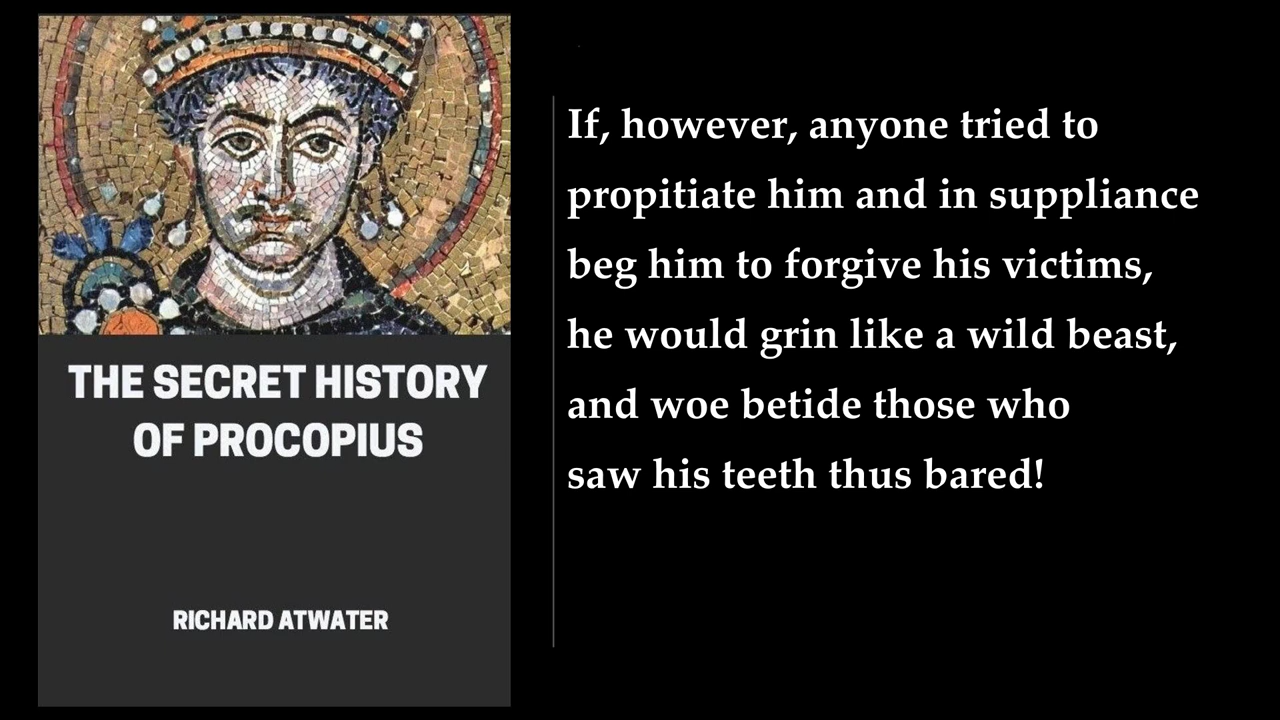 THE SECRET HISTORY
OF PROCOPIUS
RICHARD ATWATER
If, however, anyone tried to
propitiate him and in suppliance
beg him to forgive his victims,
he would grin like a wild beast,
and woe betide those who
saw his teeth thus bared!